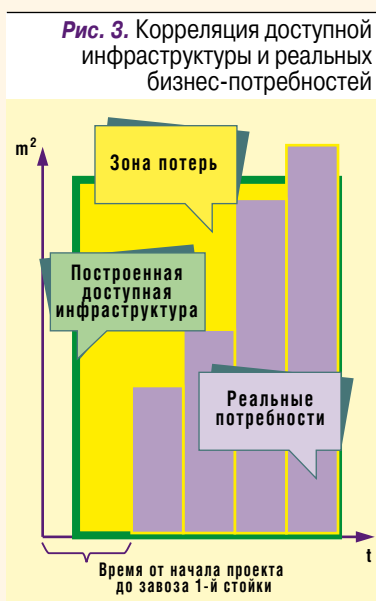 Рис. 3. Корреляция доступной
инфраструктуры и реальных
бизнес-потребностей
m²
Зона потерь
Построенная
доступная
инфраструктура
Реальные
потребности
t
Время от начала проекта
до завоза 1-й стойки